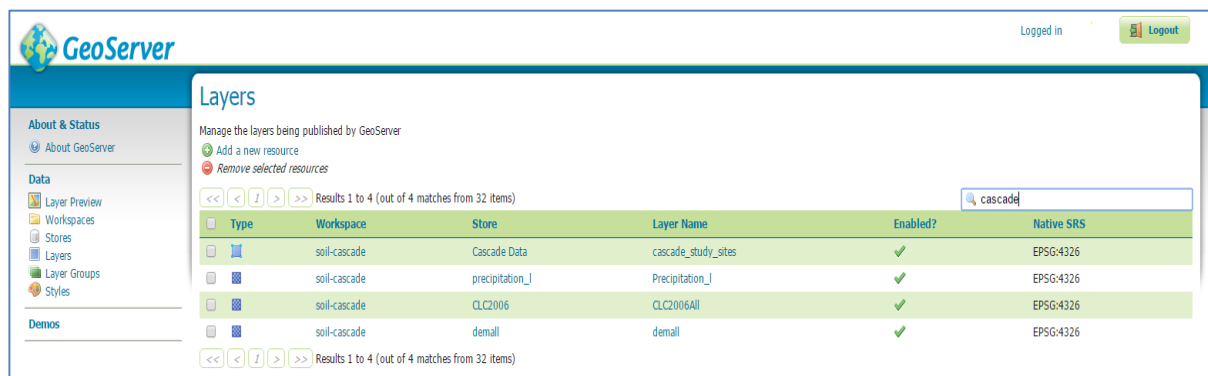 GeoServer
Logged in
Logout
About & Status
About GeoServer
Data
Layer Preview
Workspaces
Stores
Layers
Layer Groups
Styles
Demos
Layers
Manage the layers being published by GeoServer
Add a new resource
Remove selected resources
<< < 1 > >> Results 1 to 4 (out of 4 matches from 32 items) cascade
Type Workspace Store Layer Name Enabled? Native SRS
soil-cascade Cascade Data cascade_study_sites EPSG:4326
soil-cascade precipitation_l Precipitation_l EPSG:4326
soil-cascade CLC2006 CLC2006All EPSG:4326
soil-cascade demall demall EPSG:4326
<< < 1 > >> Results 1 to 4 (out of 4 matches from 32 items)